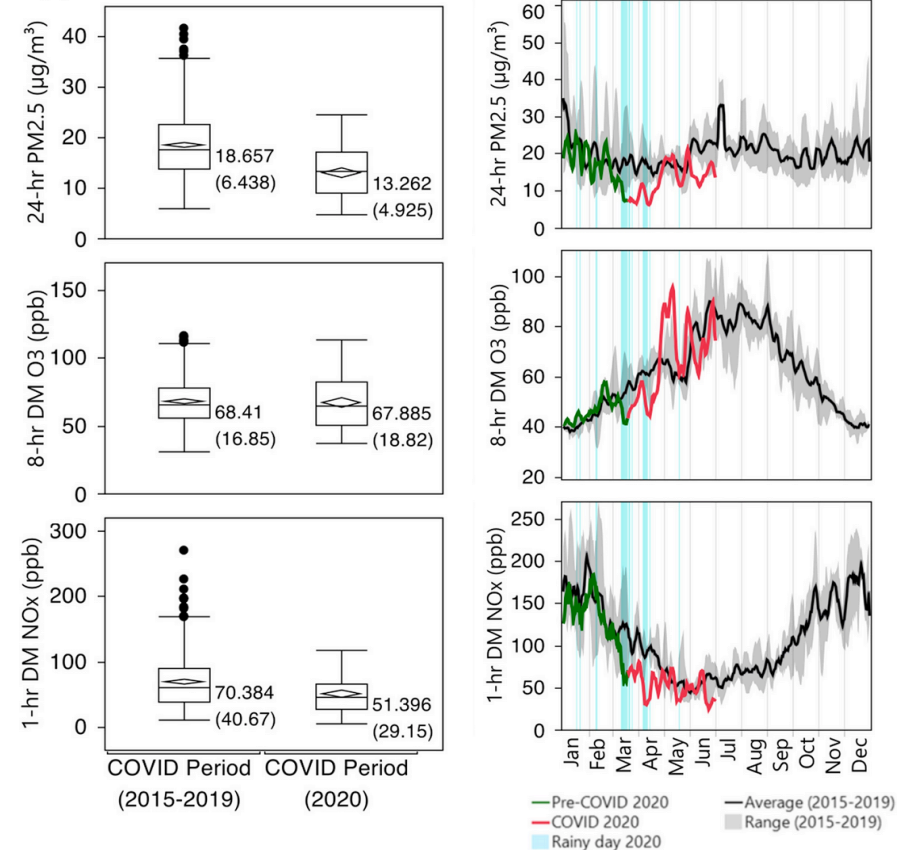 24-hr PM2.5 (µg/m³)
40
30
20
10
0
18.657
(6.438)
13.262
(4.925)
24-hr PM2.5 (µg/m³)
60
50
40
30
20
10
0
8-hr DM O3 (ppb)
150
100
50
0
68.41
(16.85)
67.885
(18.82)
8-hr DM O3 (ppb)
100
80
60
40
20
1-hr DM NOx (ppb)
300
200
100
0
70.384
(40.67)
51.396
(29.15)
COVID Period
(2015-2019)
COVID Period
(2020)
1-hr DM NOx (ppb)
250
200
150
100
50
0
Jan
Feb
Mar
Apr
May
Jun
Jul
Aug
Sep
Oct
Nov
Dec
Pre-COVID 2020
COVID 2020
Rainy day 2020
Average (2015-2019)
Range (2015-2019)